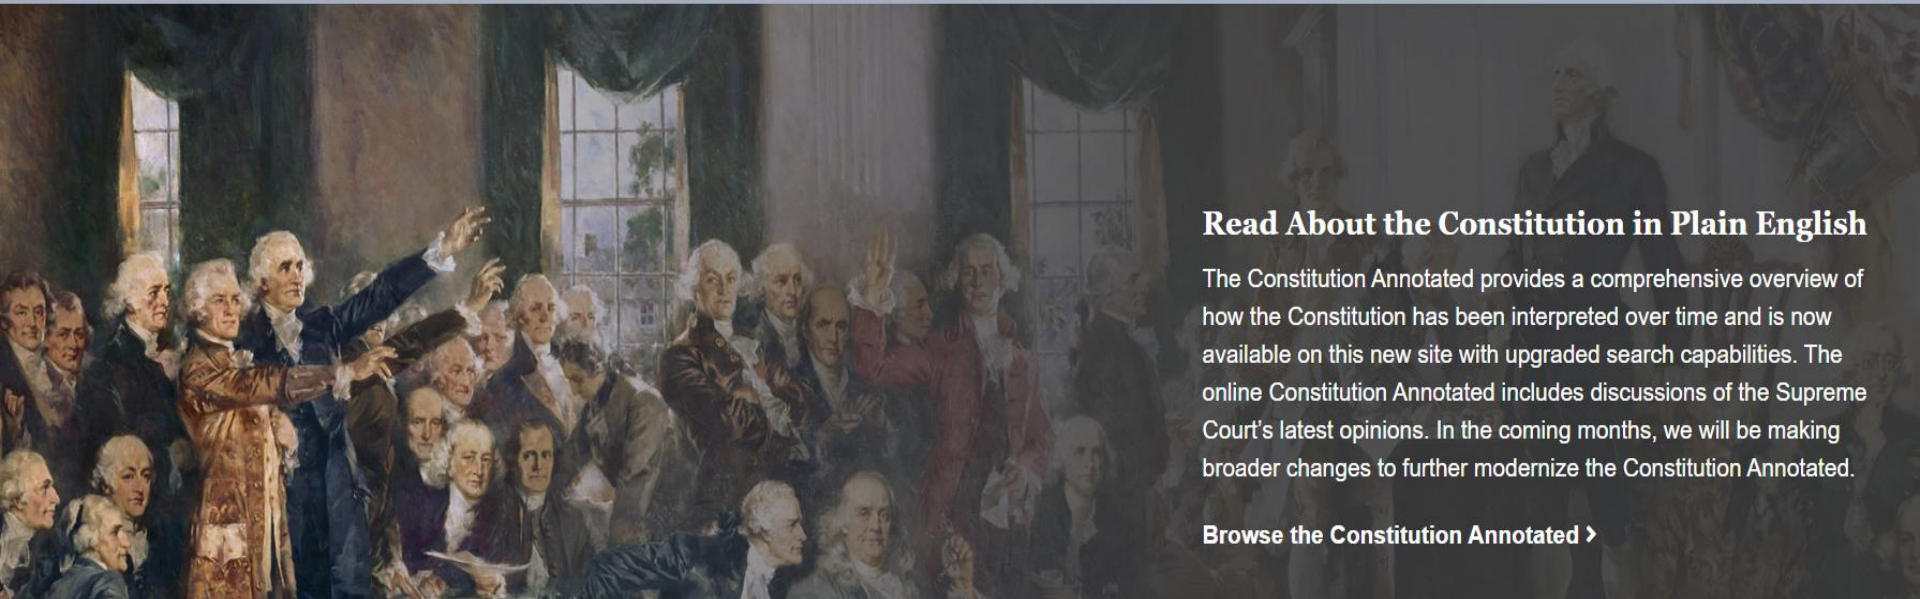 Read About the Constitution in Plain English
The Constitution Annotated provides a comprehensive overview of
how the Constitution has been interpreted over time and is now
available on this new site with upgraded search capabilities. The
online Constitution Annotated includes discussions of the Supreme
Court's latest opinions. In the coming months, we will be making
broader changes to further modernize the Constitution Annotated.
Browse the Constitution Annotated >